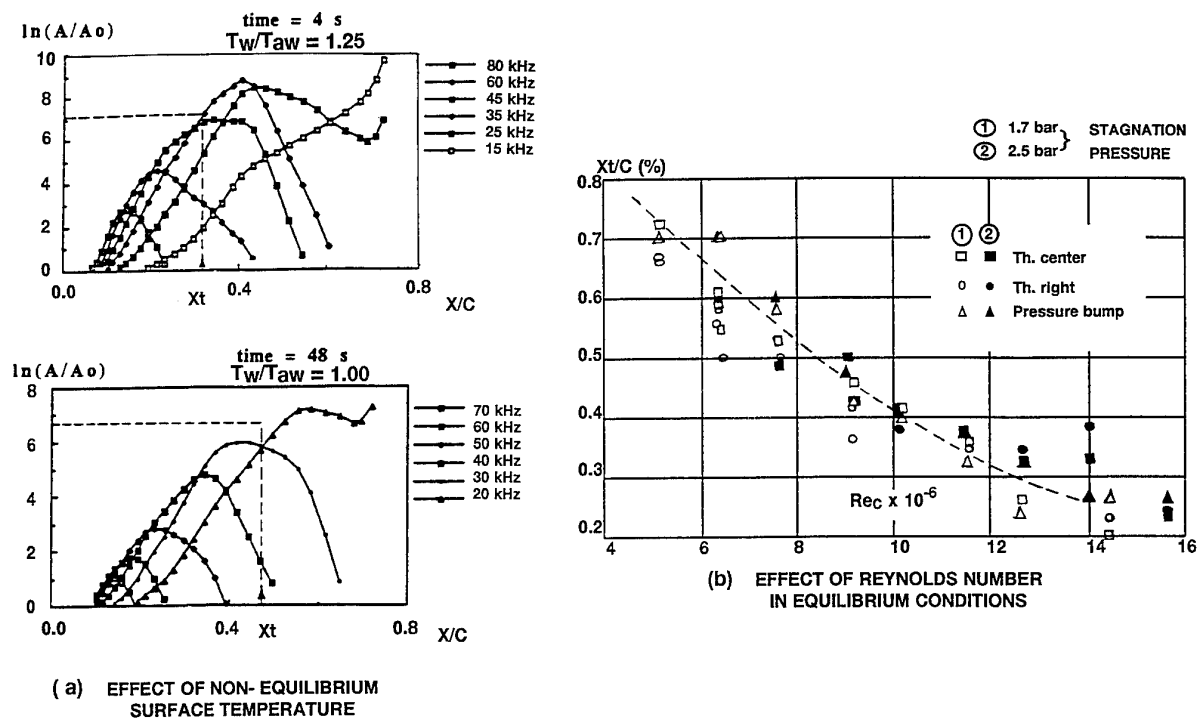 time = 4 s
ln(A/Ao)
Tw/Taw = 1.25
10
8
6
4
2
0
0.0
Xt
0.4
0.8
X/C
80 kHz
60 kHz
45 kHz
35 kHz
25 kHz
15 kHz
time = 48 s
ln(A/Ao)
Tw/Taw = 1.00
8
6
4
2
0
0.0
0.4
Xt
0.8
X/C
70 kHz
60 kHz
50 kHz
40 kHz
30 kHz
20 kHz
(a) EFFECT OF NON- EQUILIBRIUM
SURFACE TEMPERATURE
① 1.7 bar } STAGNATION
② 2.5 bar PRESSURE
Xt/C (%)
0.8
0.7
0.6
0.5
0.4
0.3
0.2
① ②
Th. center
Th. right
Pressure bump
Rec x 10-6
4
6
8
10
12
14
16
(b) EFFECT OF REYNOLDS NUMBER
IN EQUILIBRIUM CONDITIONS